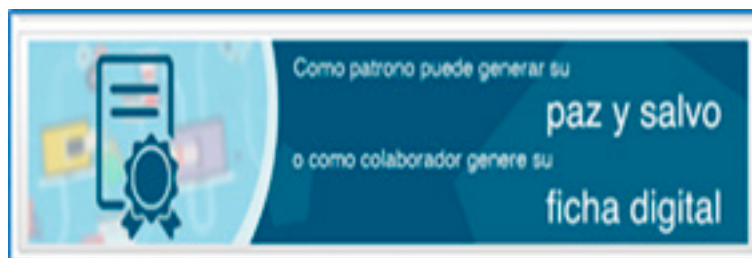 Como patrono puede generar su
paz y salvo
o como colaborador genere su
ficha digital